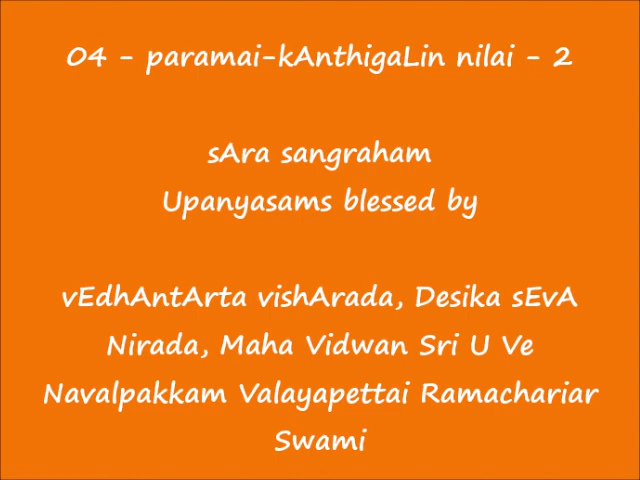 04 - paramai-kAnthigaLin nilai - 2
sAra sangraham
Upanyasams blessed by
vEdhAntArta vishArada, Desika sEvA
Nirada, Maha Vidwan Sri U Ve
Navalpakkam Valayapettai Ramachariar
Swami